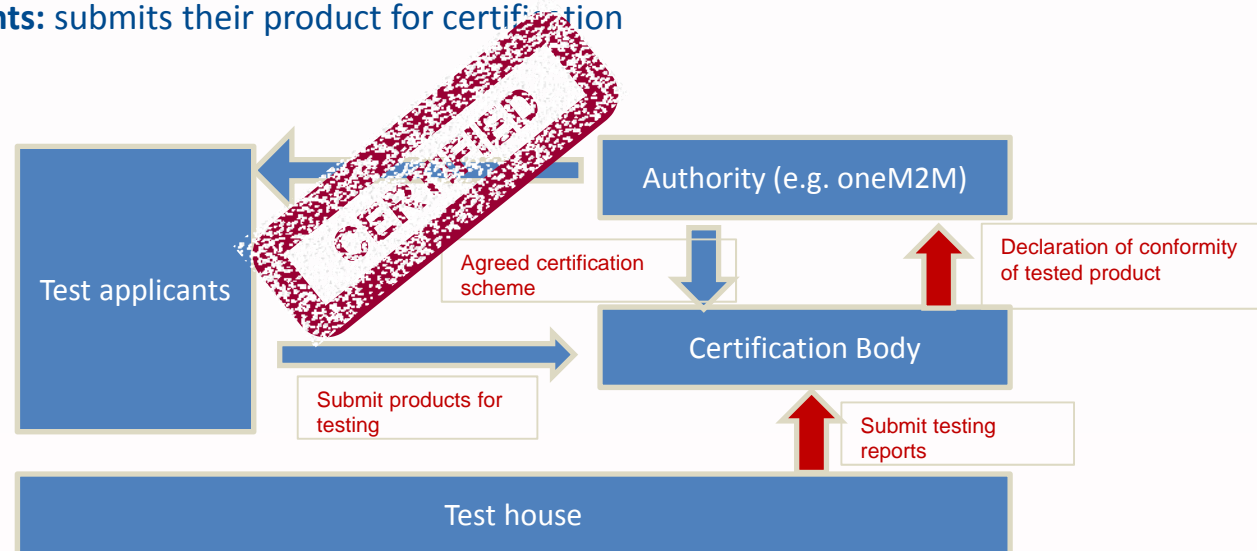 nts: submits their product for certification
CERTIFIED
Authority (e.g. oneM2M)
Test applicants
Agreed certification
scheme
Declaration of conformity
of tested product
Certification Body
Submit products for
testing
Submit testing
reports
Test house